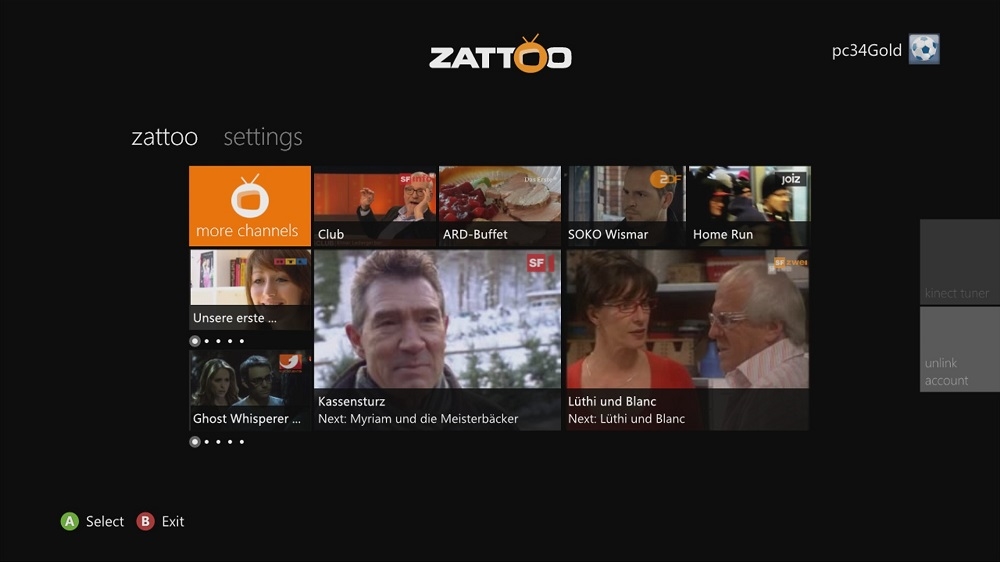 ZATTOO
pc34Gold
zattoo settings
more channels
SF info
Club
Das Erste
ARD-Buffet
ZDF
SOKO Wismar
joiz
Home Run
Unsere erste ...
Ghost Whisperer ...
SF
Kassensturz
Next: Myriam und die Meisterbäcker
SF zwei
Lüthi und Blanc
Next: Lüthi und Blanc
kinect tuner
unlink
account
A Select B Exit